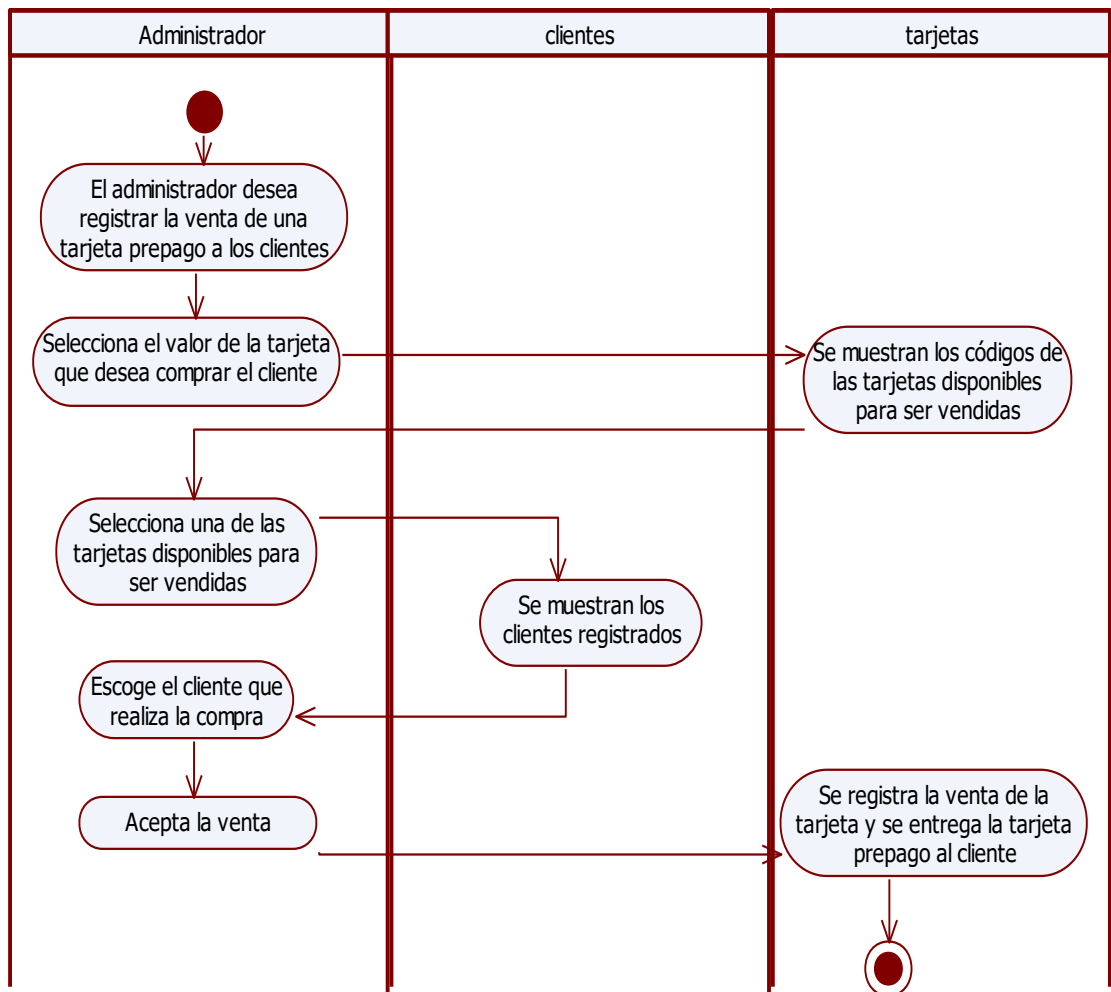 Administrador
clientes
tarjetas
El administrador desea
registrar la venta de una
tarjeta prepago a los clientes
Selecciona el valor de la tarjeta
que desea comprar el cliente
Se muestran los códigos de
las tarjetas disponibles
para ser vendidas
Selecciona una de las
tarjetas disponibles para
ser vendidas
Se muestran los
clientes registrados
Escoge el cliente que
realiza la compra
Acepta la venta
Se registra la venta de la
tarjeta y se entrega la tarjeta
prepago al cliente